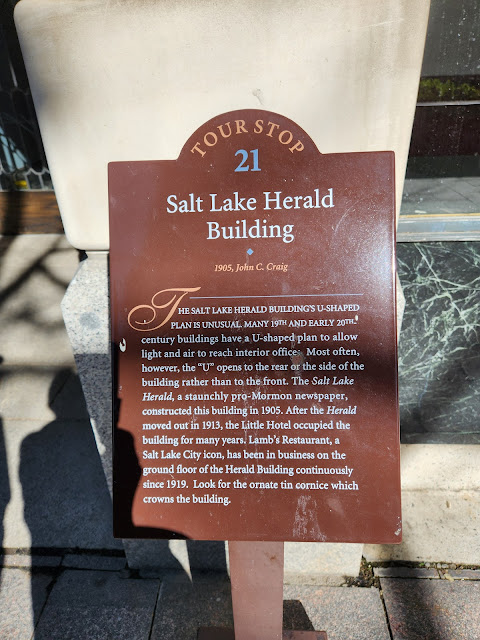 TOUR STOP
21
Salt Lake Herald
Building
1905, John C. Craig
THE SALT LAKE HERALD BUILDING'S U-SHAPED
PLAN IS UNUSUAL. MANY 19TH AND EARLY 20TH-
century buildings have a U-shaped plan to allow
light and air to reach interior office. Most often,
however, the "U" opens to the rear or the side of the
building rather than to the front. The Salt Lake
Herald, a staunchly pro-Mormon newspaper,
constructed this building in 1905. After the Herald
moved out in 1913, the Little Hotel occupied the
building for many years. Lamb's Restaurant, a
Salt Lake City icon, has been in business on the
ground floor of the Herald Building continuously
since 1919. Look for the ornate tin cornice which
crowns the building.